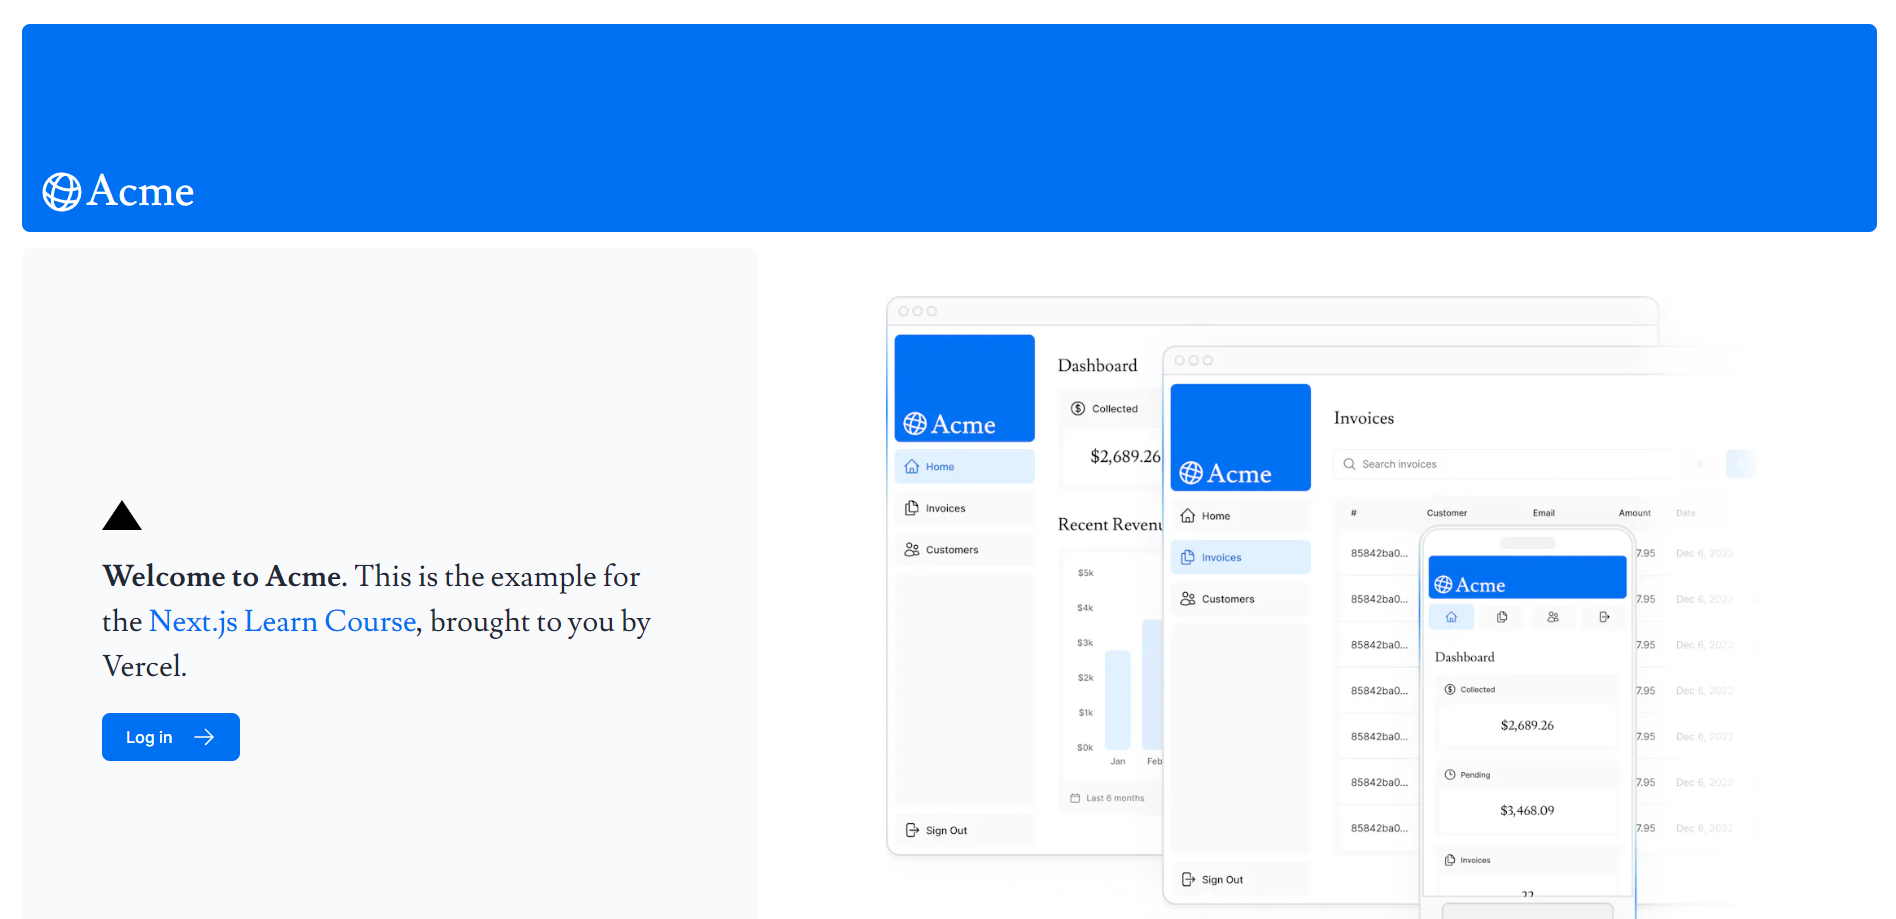 Acme
Welcome to Acme. This is the example for
the Next.js Learn Course, brought to you by
Vercel.
Log in
Acme
Home
Invoices
Customers
Sign Out
Dashboard
Collected
$2,689.26
Recent Revenu
$5k
$4k
$3k
$2k
$1k
$0k
Jan Feb
Last 6 months
Acme
Home
Invoices
Customers
Sign Out
Invoices
Search invoices
# Customer Email Amount Date
85842ba0... 7.95 Dec 6, 2022
85842ba0... 7.95 Dec 6, 2022
85842ba0... 7.95 Dec 6, 2022
85842ba0... 7.95 Dec 6, 2022
85842ba0... 7.95 Dec 6, 2022
85842ba0... 7.95 Dec 6, 2022
85842ba0... 7.95 Dec 6, 2022
Acme
Dashboard
Collected
$2,689.26
Pending
$3,468.09
Invoices
22